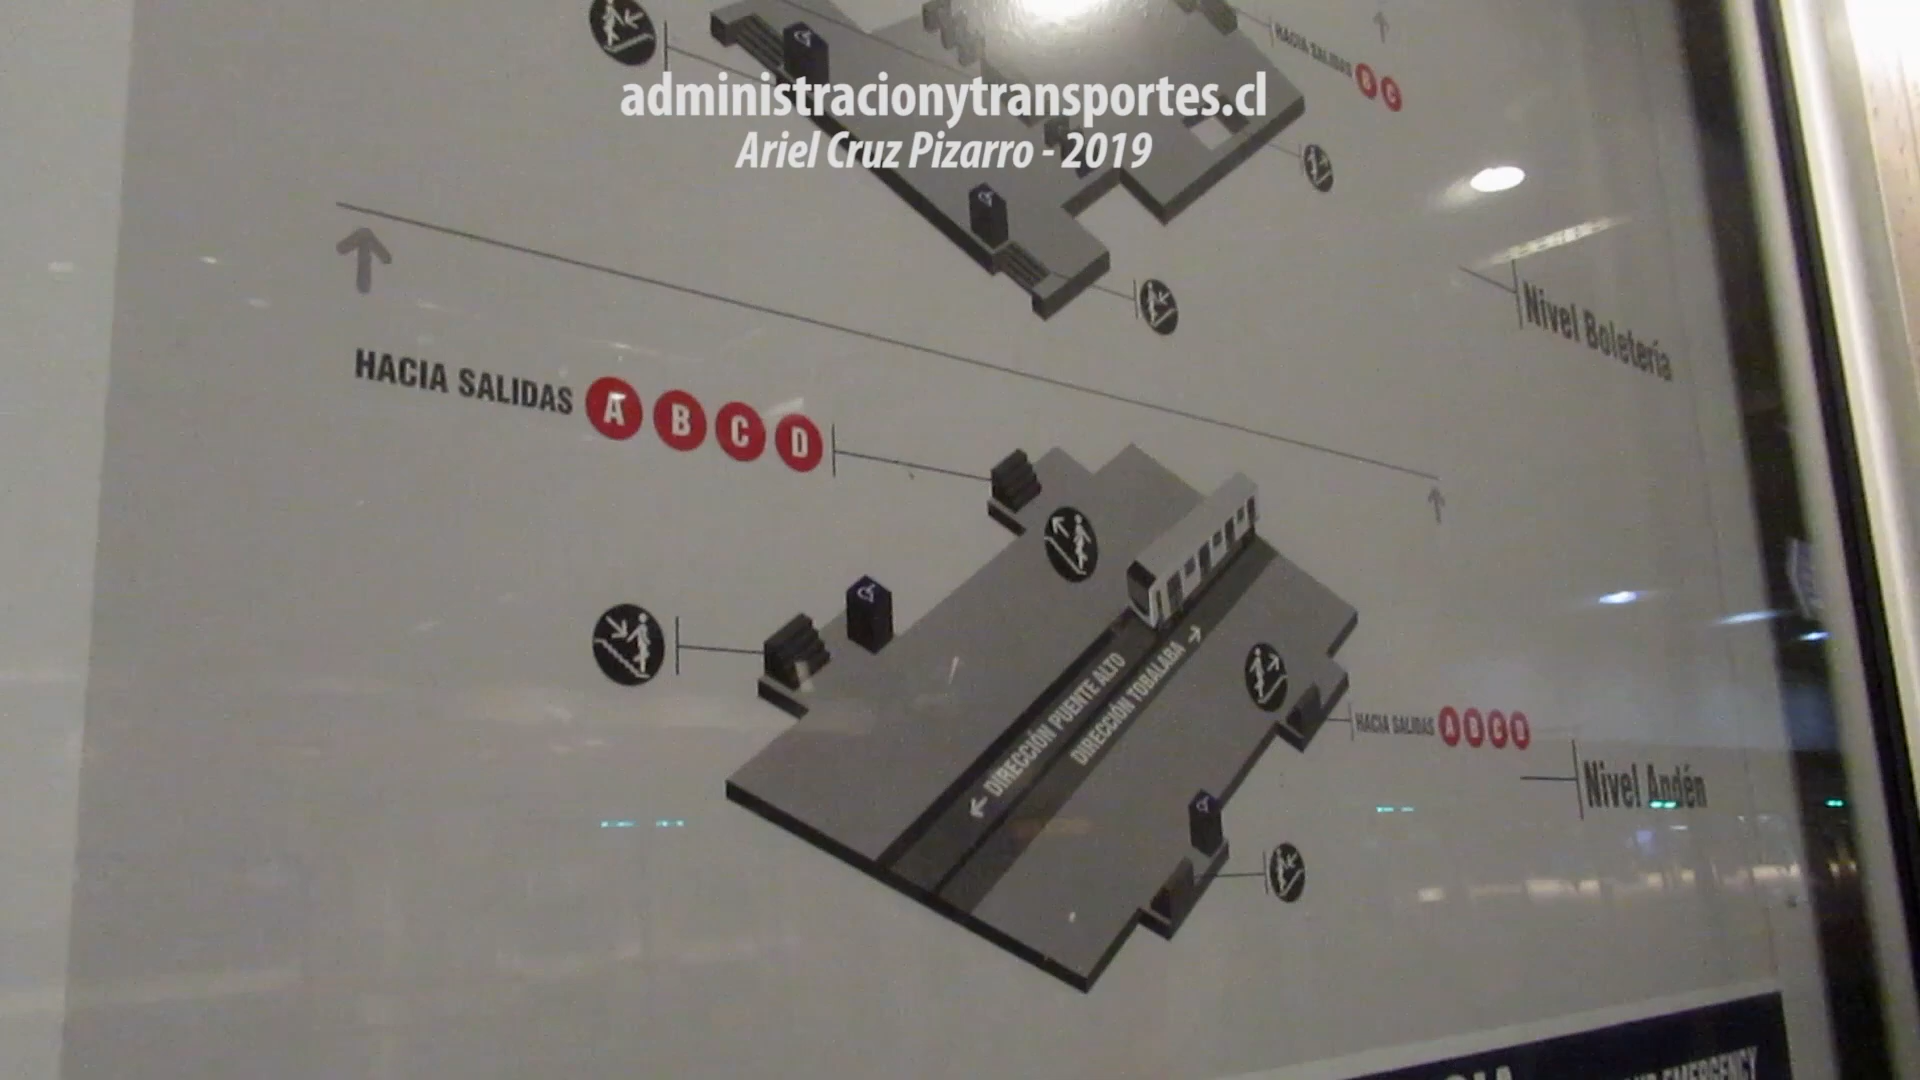 HACIA SALIDAS B C
administracionytransportes.cl
Ariel Cruz Pizarro - 2019
Nivel Boletería
HACIA SALIDAS A B C D
DIRECCIÓN PUENTE ALTO
DIRECCIÓN TOBALABA
HACIA SALIDAS A B C D
Nivel Andén
EMERGENCY